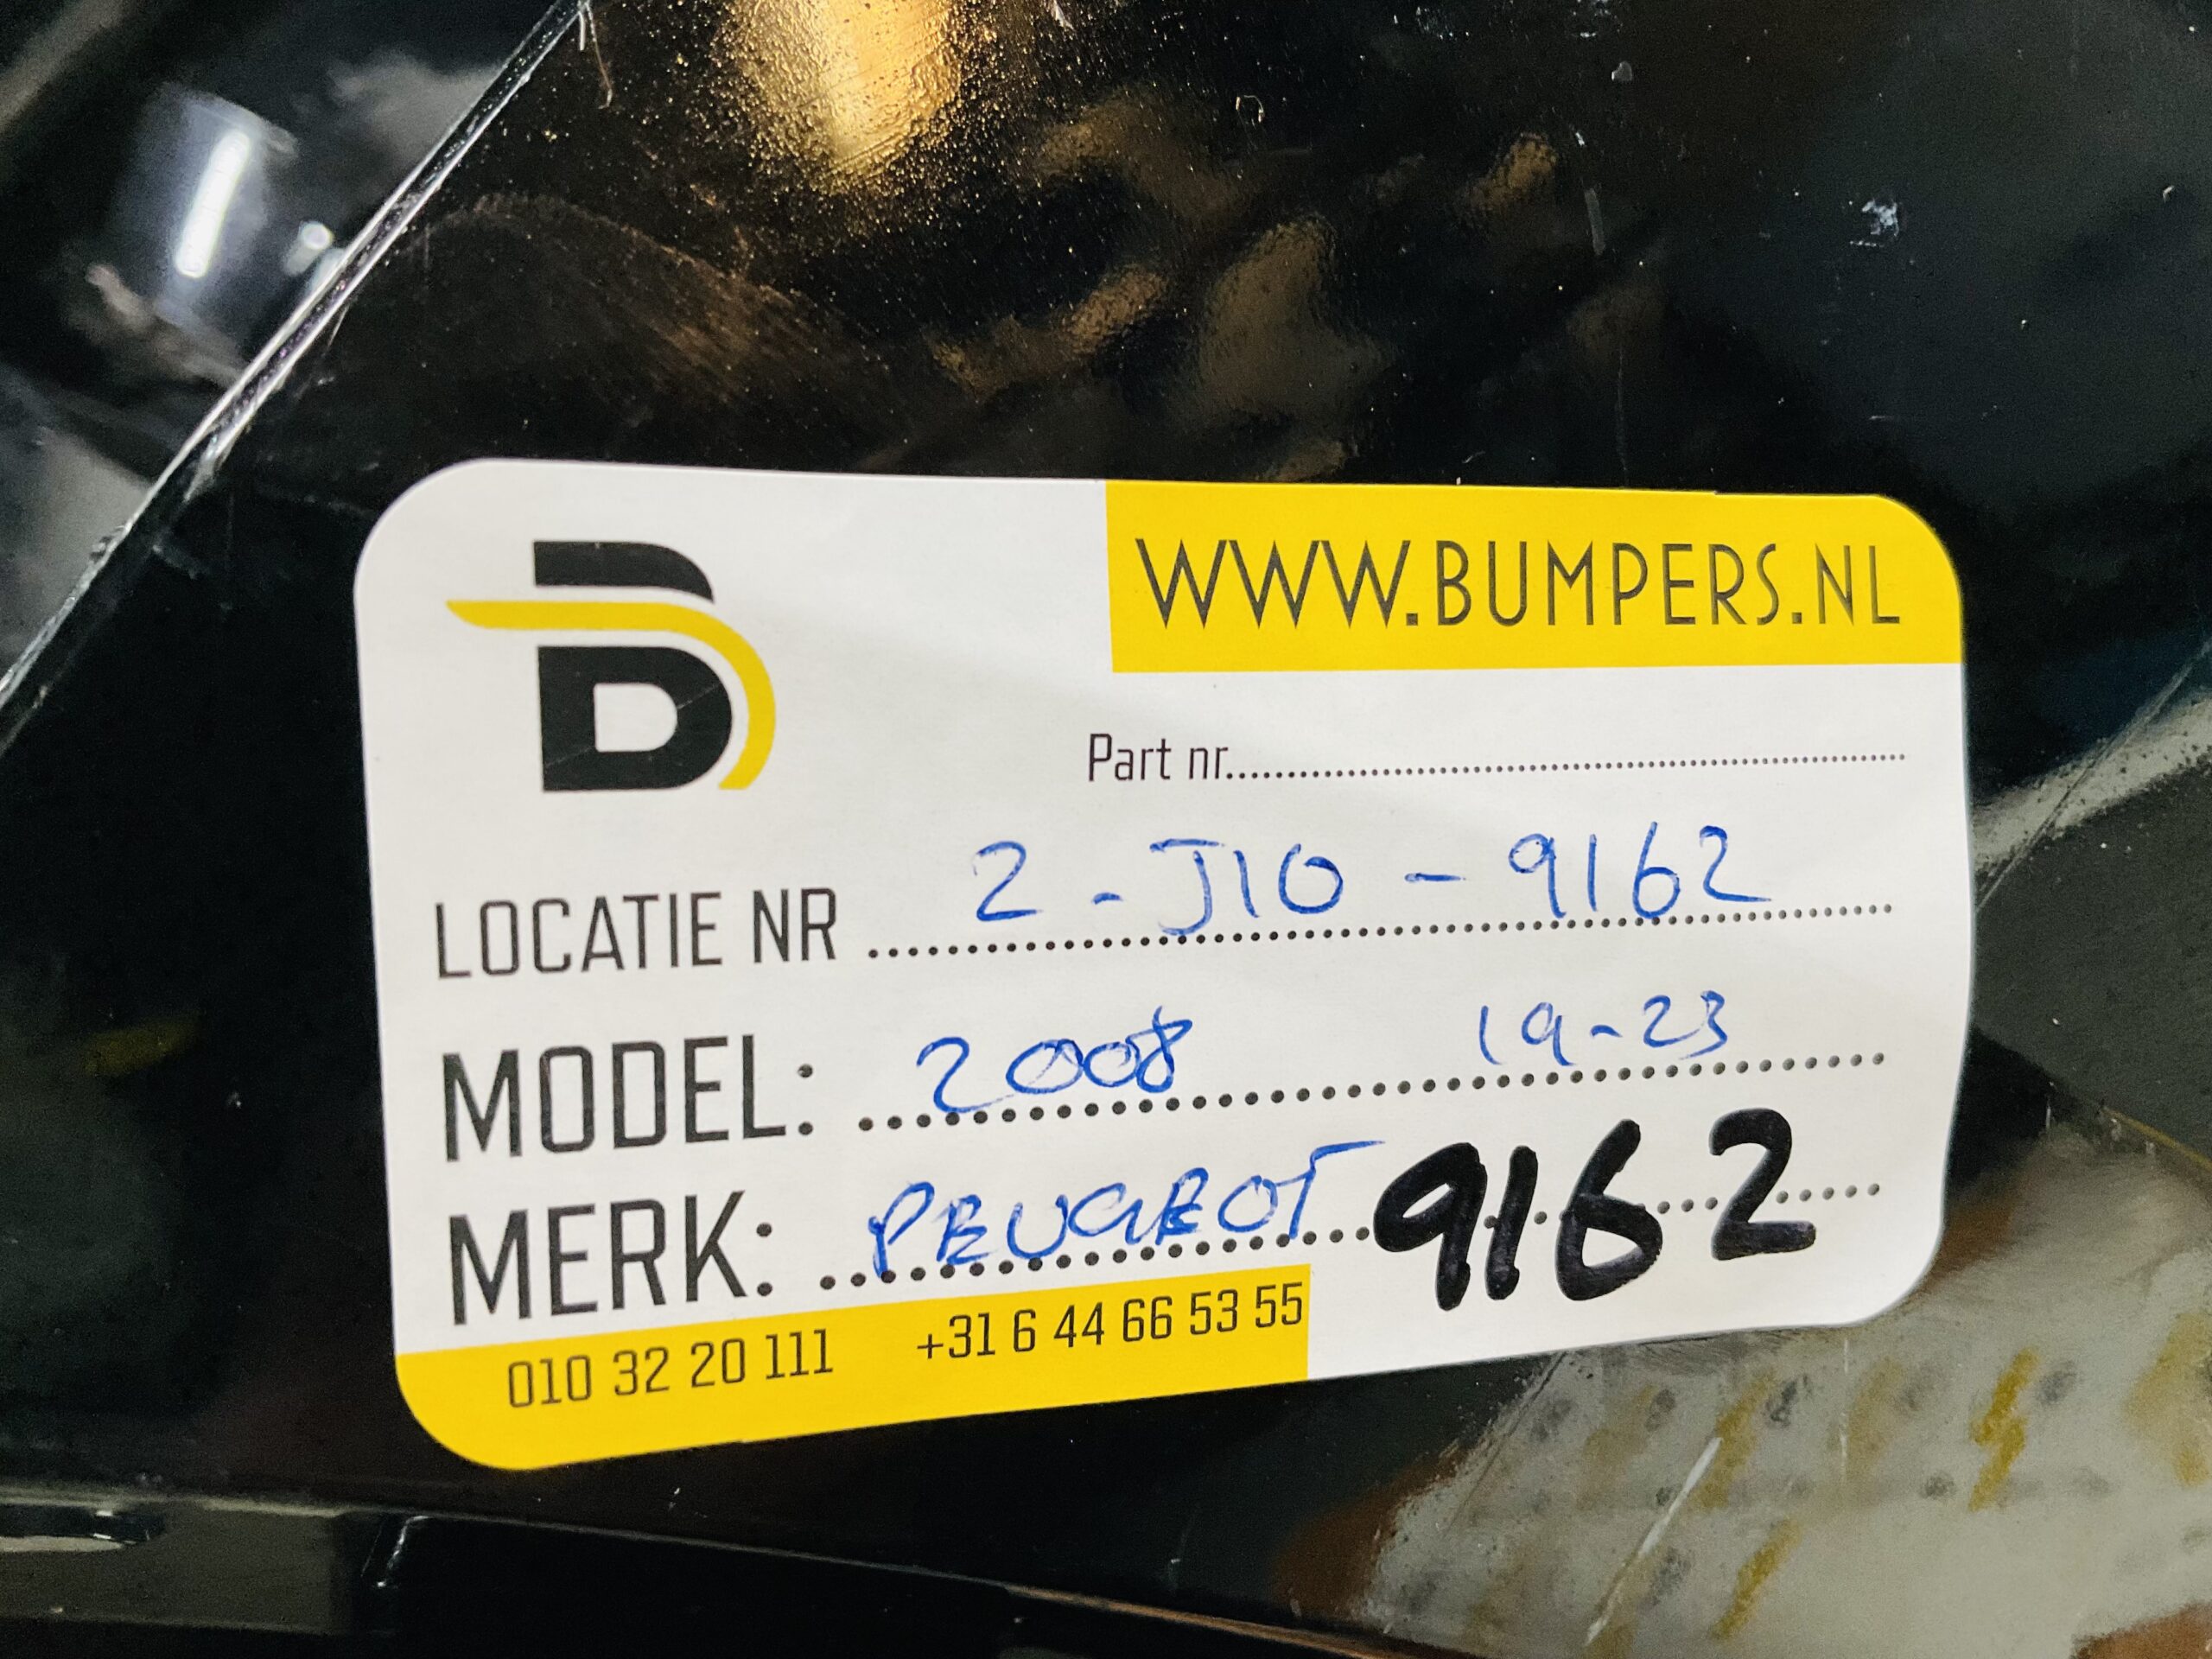 WWW.BUMPERS.NL
Part nr..........
LOCATIE NR 2 - J10 - 9162
MODEL: 2008 19-23
MERK: PEUGEOT 9162
010 32 20 111 +31 6 44 66 53 55